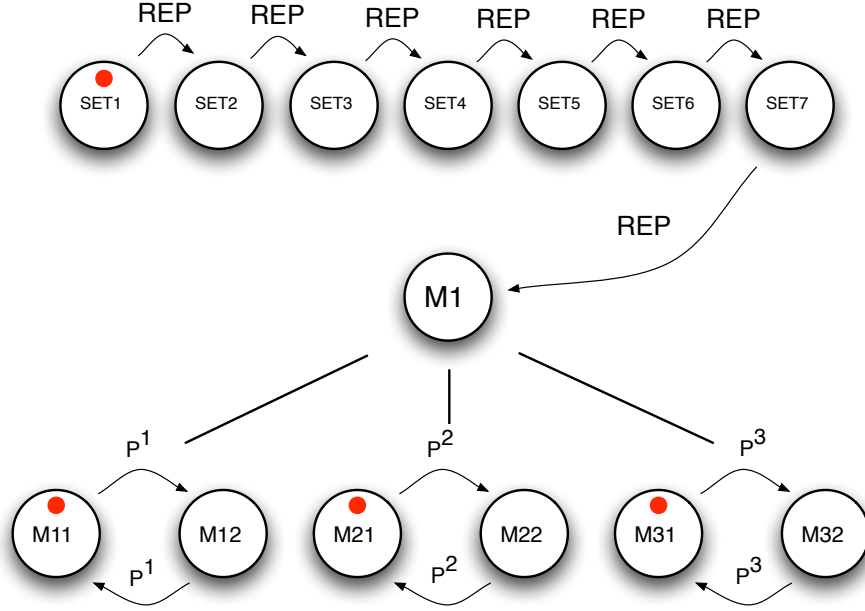 REP REP REP REP REP REP
SET1 SET2 SET3 SET4 SET5 SET6 SET7
REP
M1
P¹ P² P³
M11 M12 M21 M22 M31 M32
P¹ P² P³